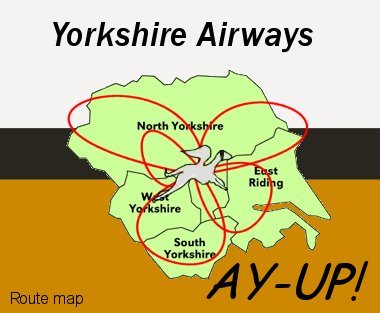 Yorkshire Airways
North Yorkshire
East
Riding
West
Yorkshire
South
Yorkshire
AY-UP!
Route map